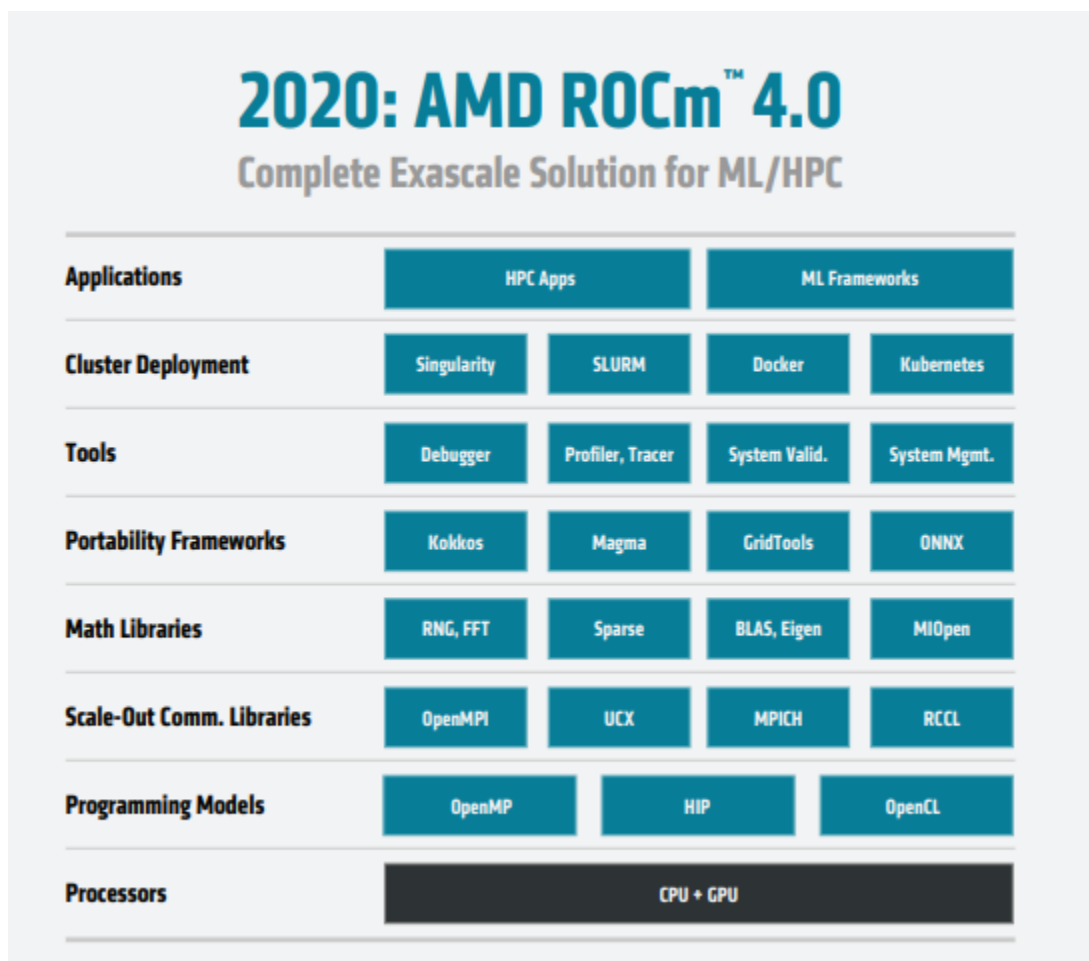 2020: AMD ROCm™ 4.0
Complete Exascale Solution for ML/HPC
Applications HPC Apps ML Frameworks
Cluster Deployment Singularity SLURM Docker Kubernetes
Tools Debugger Profiler, Tracer System Valid. System Mgmt.
Portability Frameworks Kokkos Magma GridTools ONNX
Math Libraries RNG, FFT Sparse BLAS, Eigen MIOpen
Scale-Out Comm. Libraries OpenMPI UCX MPICH RCCL
Programming Models OpenMP HIP OpenCL
Processors CPU + GPU